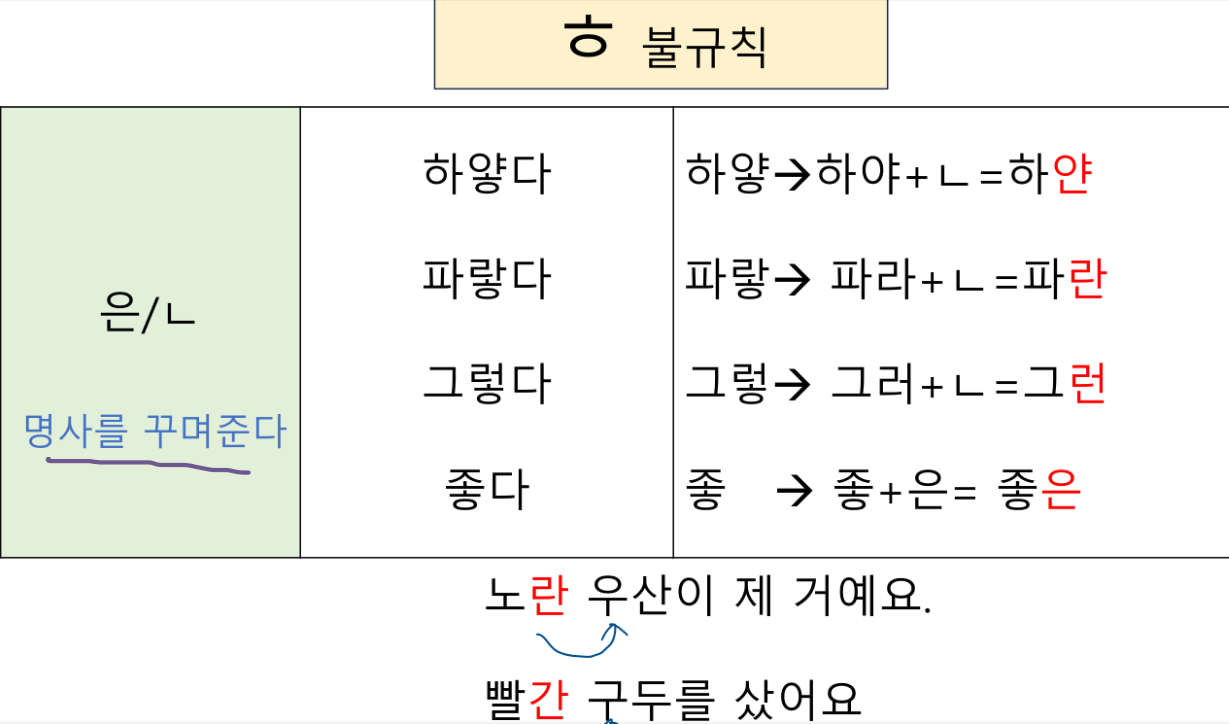 ㅎ 불규칙
은/ㄴ
명사를 꾸며준다
하얗다
하얗→하야+ㄴ=하얀
파랗다
파랗→ 파라+ㄴ=파란
그렇다
그렇→ 그러+ㄴ=그런
좋다
좋 → 좋+은= 좋은
노란 우산이 제 거예요.
빨간 구두를 샀어요